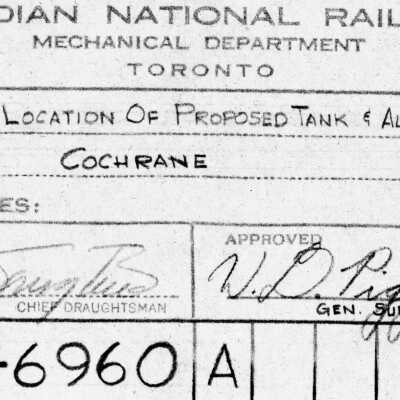 DIAN NATIONAL RAIL
MECHANICAL DEPARTMENT
TORONTO
LOCATION OF PROPOSED TANK & AL
COCHRANE
ES:
APPROVED
W. D. Pig
CHIEF DRAUGHTSMAN
GEN. SU
-6960 A